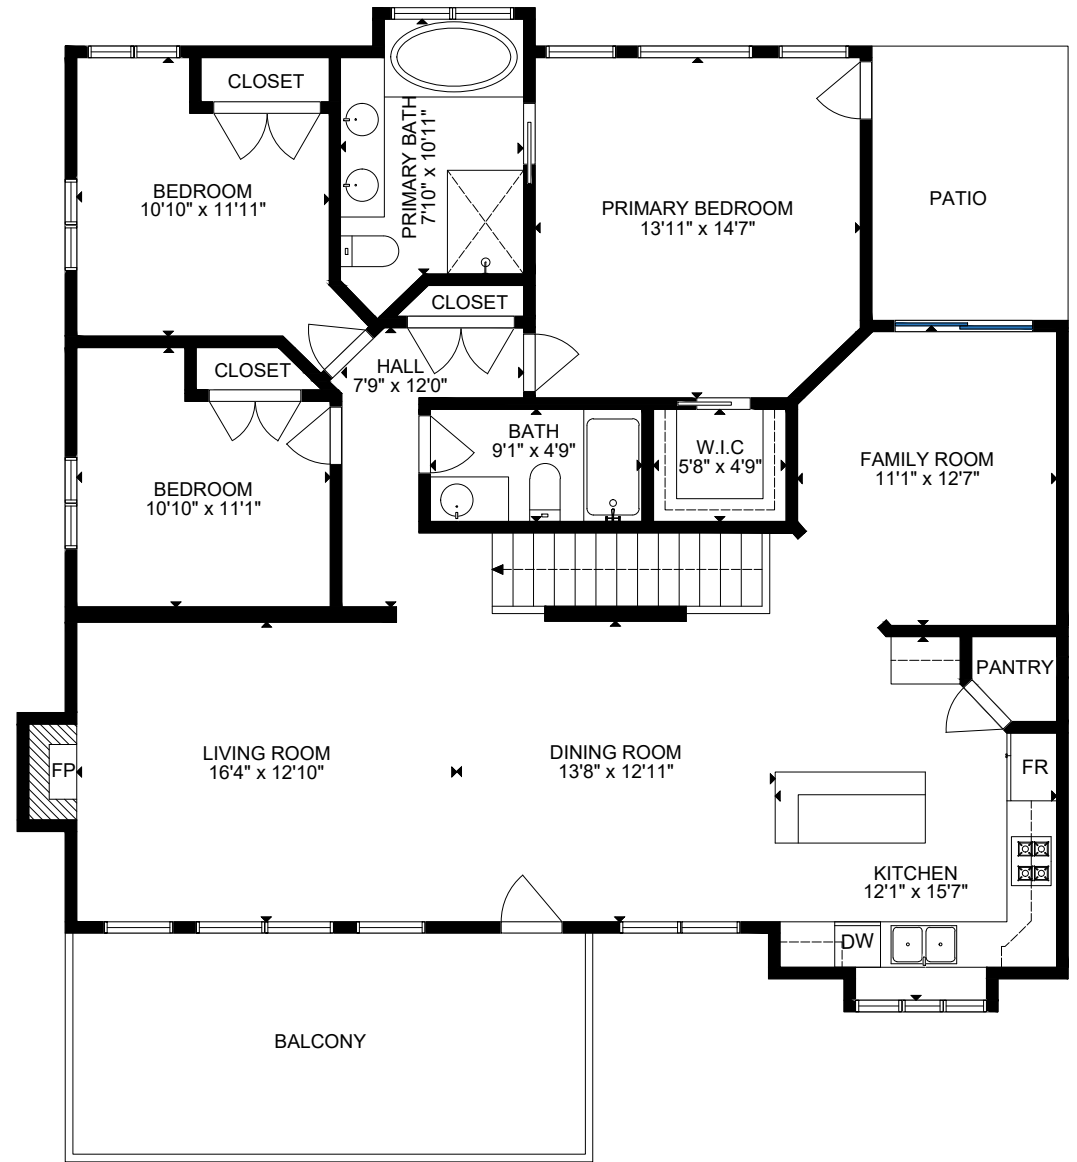 CLOSET
BEDROOM
10'10" x 11'11"
PRIMARY BATH
7'10" x 10'11"
PRIMARY BEDROOM
13'11" x 14'7"
PATIO
CLOSET
HALL
7'9" x 12'0"
CLOSET
BEDROOM
10'10" x 11'1"
BATH
9'1" x 4'9"
W.I.C
5'8" x 4'9"
FAMILY ROOM
11'1" x 12'7"
PANTRY
FP
LIVING ROOM
16'4" x 12'10"
DINING ROOM
13'8" x 12'11"
FR
KITCHEN
12'1" x 15'7"
DW
BALCONY